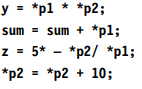 y = *p1 * *p2;
sum = sum + *p1;
z = 5* – *p2/ *p1;
*p2 = *p2 + 10;